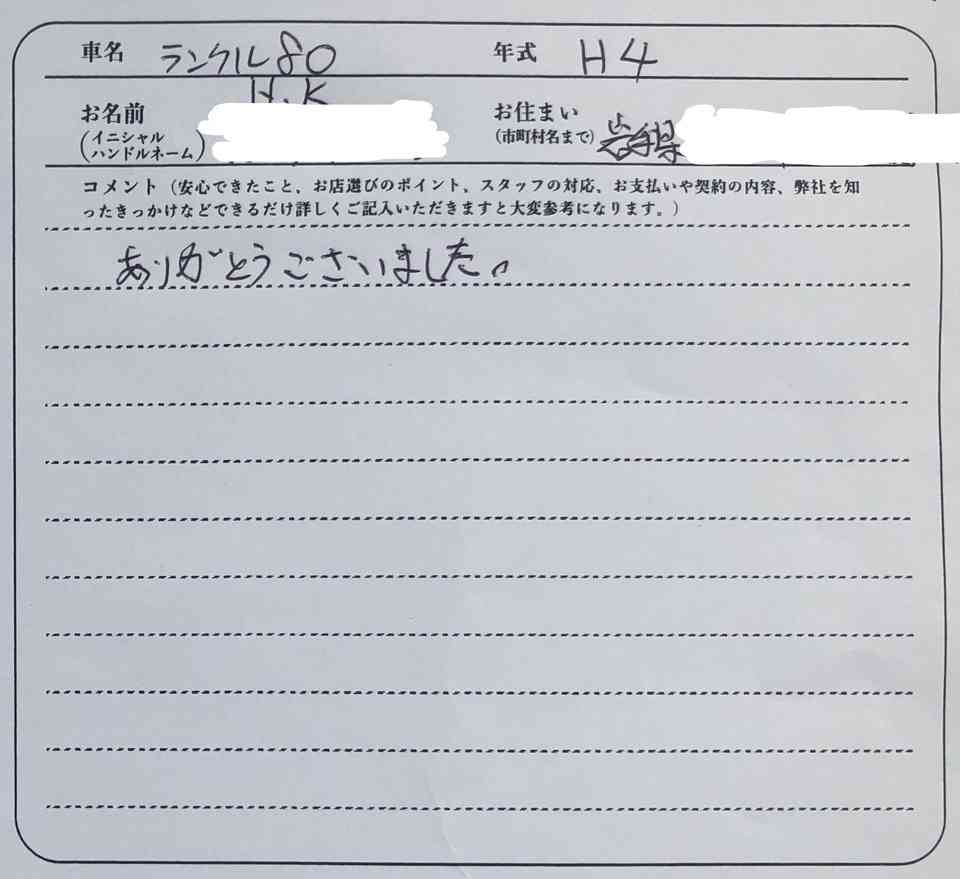 車名 ランクル80 年式 H4
お名前 H.K お住まい
(イニシャル ハンドルネーム) (市町村名まで) 岩手県
コメント（安心できたこと、お店選びのポイント、スタッフの対応、お支払いや契約の内容、弊社を知
ったきっかけなどできるだけ詳しくご記入いただきますと大変参考になります。）
ありがとうございました。